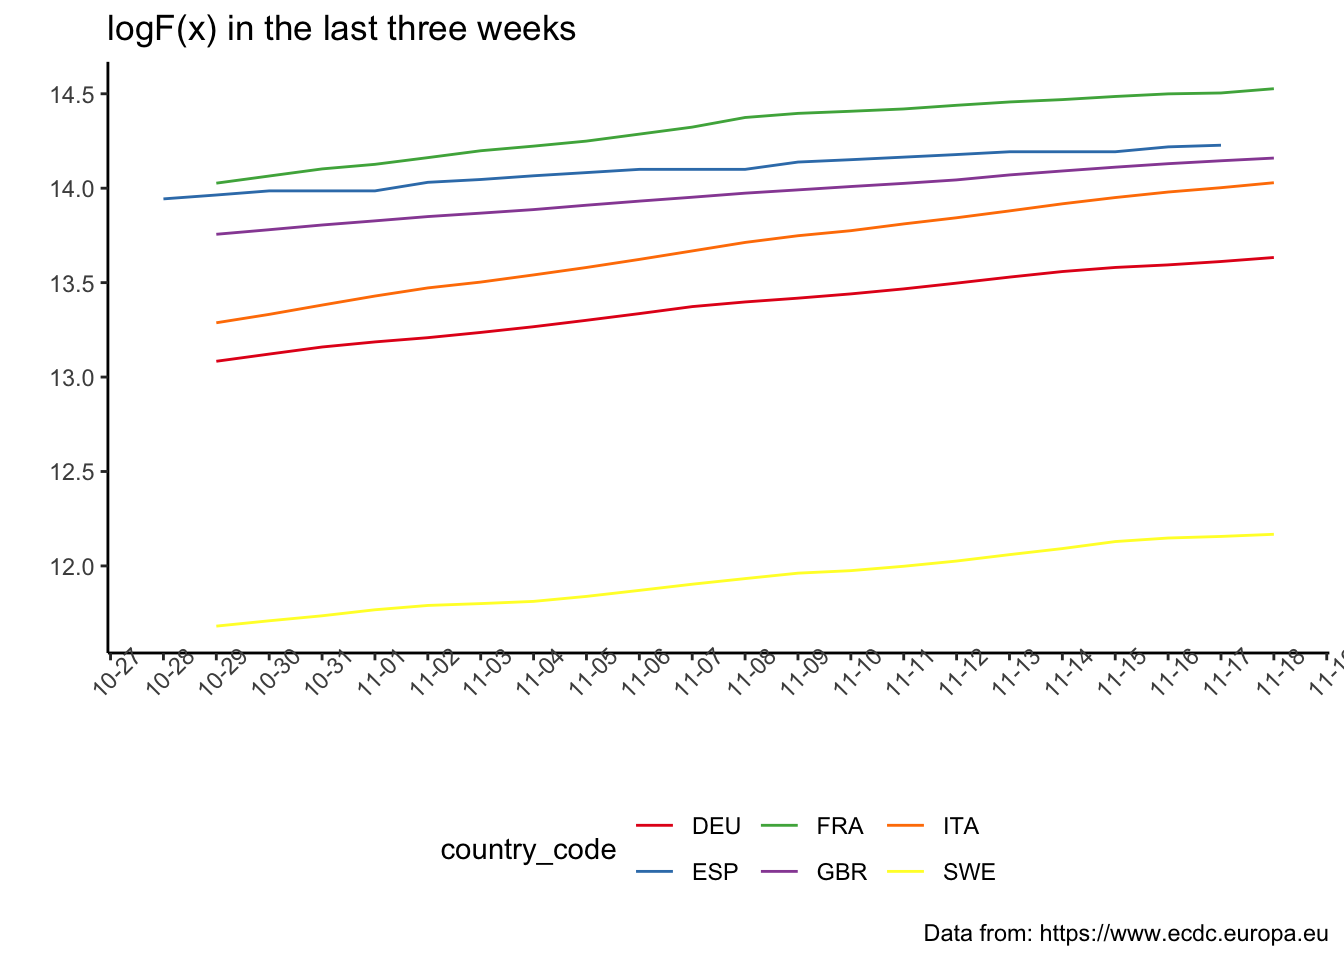 logF(x) in the last three weeks
14.5
14.0
13.5
13.0
12.5
12.0
10-27 10-28 10-29 10-30 10-31 11-01 11-02 11-03 11-04 11-05 11-06 11-07 11-08 11-09 11-10 11-11 11-12 11-13 11-14 11-15 11-16 11-17 11-18
country_code
DEU FRA ITA
ESP GBR SWE
Data from: https://www.ecdc.europa.eu